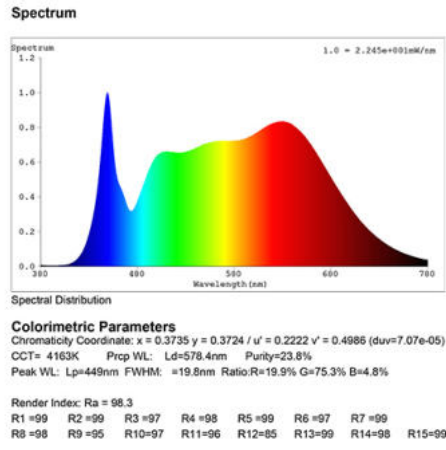 Spectrum
Spectrum
1.0 = 2.245e+001mW/nm
1.2
1.0
0.8
0.6
0.4
0.2
0.0
300 400 500 600 700
Wavelength(nm)
Spectral Distribution
Colorimetric Parameters
Chromaticity Coordinate: x = 0.3735 y = 0.3724 / u' = 0.2222 v' = 0.4986 (duv=7.07e-05)
CCT= 4163K Prcp WL: Ld=578.4nm Purity=23.8%
Peak WL: Lp=449nm FWHM: =19.8nm Ratio:R=19.9% G=75.3% B=4.8%
Render Index: Ra = 98.3
R1 =99 R2 =99 R3 =97 R4 =98 R5 =99 R6 =97 R7 =99
R8 =98 R9 =95 R10=97 R11=96 R12=85 R13=99 R14=98 R15=99